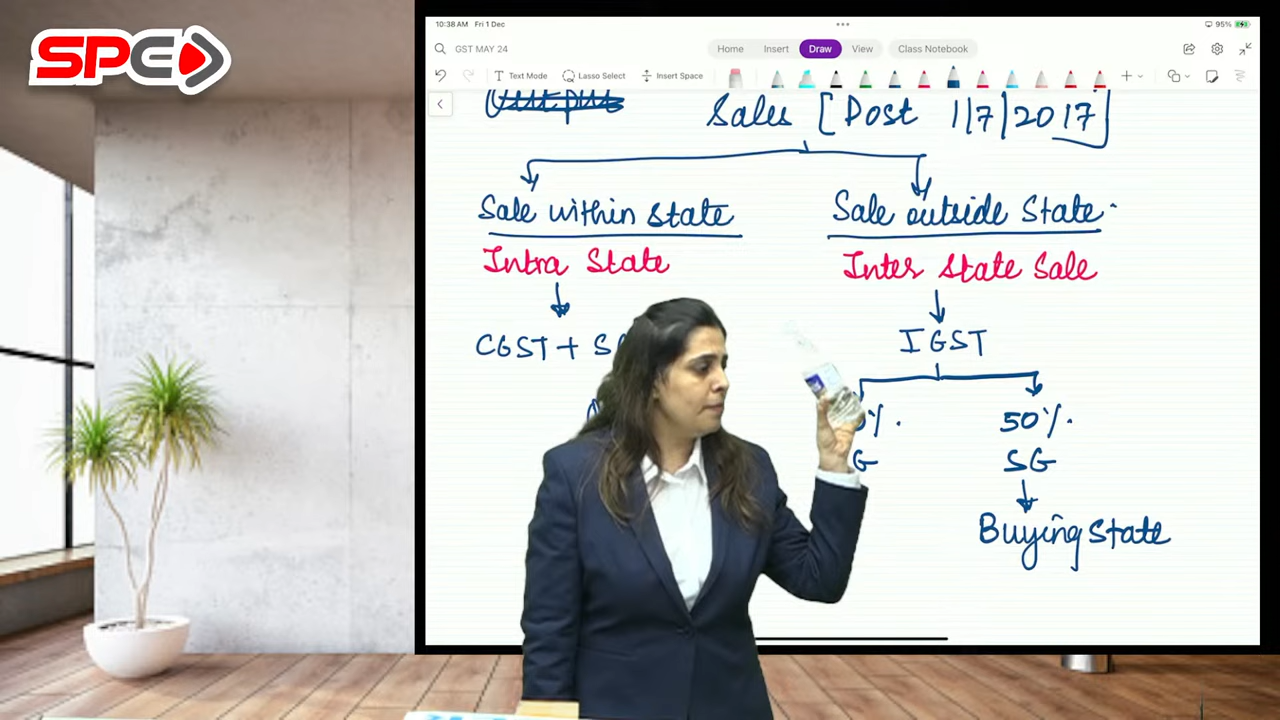 SPED
10:38 AM Fri 1 Dec
95%
GST MAY 24
Home Insert Draw View Class Notebook
Text Mode Lasso Select Insert Space
Sales [Post 1/7/2017]
Sale within State
Sale outside State
Intra State
Inter State Sale
CGST +
IGST
50%
SG
Buying State